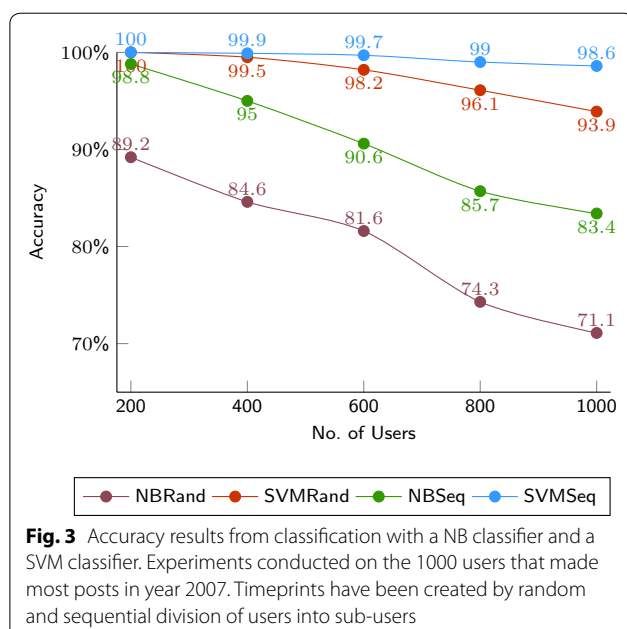 100 99.9 99.7 99 98.6
100%
100 99.5 98.2 96.1 93.9
98.8 95 90.6 85.7 83.4
90%
89.2 84.6 81.6 74.3 71.1
80%
70%
Accuracy
200 400 600 800 1000
No. of Users
NBRand SVMRand NBSeq SVMSeq
Fig. 3 Accuracy results from classification with a NB classifier and a
SVM classifier. Experiments conducted on the 1000 users that made
most posts in year 2007. Timeprints have been created by random
and sequential division of users into sub-users